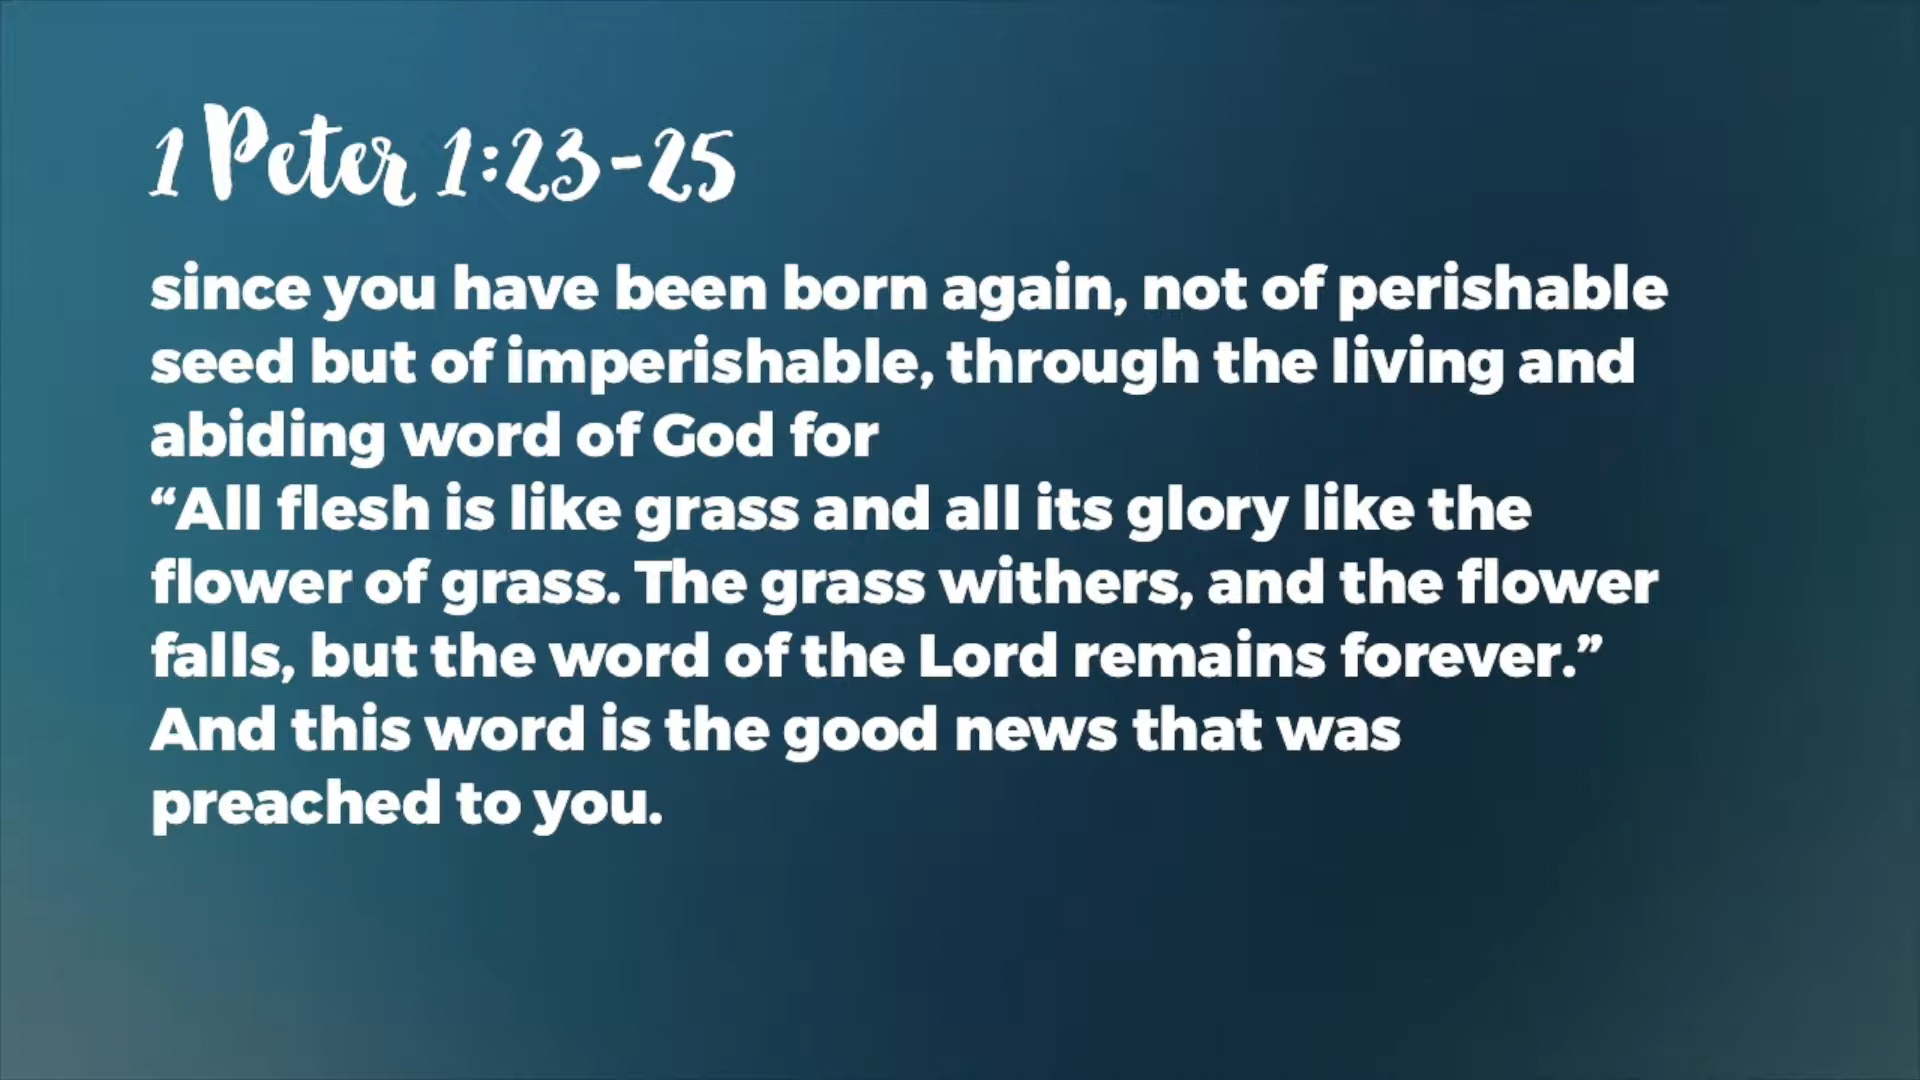 1 Peter 1:23-25
since you have been born again, not of perishable
seed but of imperishable, through the living and
abiding word of God for
“All flesh is like grass and all its glory like the
flower of grass. The grass withers, and the flower
falls, but the word of the Lord remains forever.”
And this word is the good news that was
preached to you.